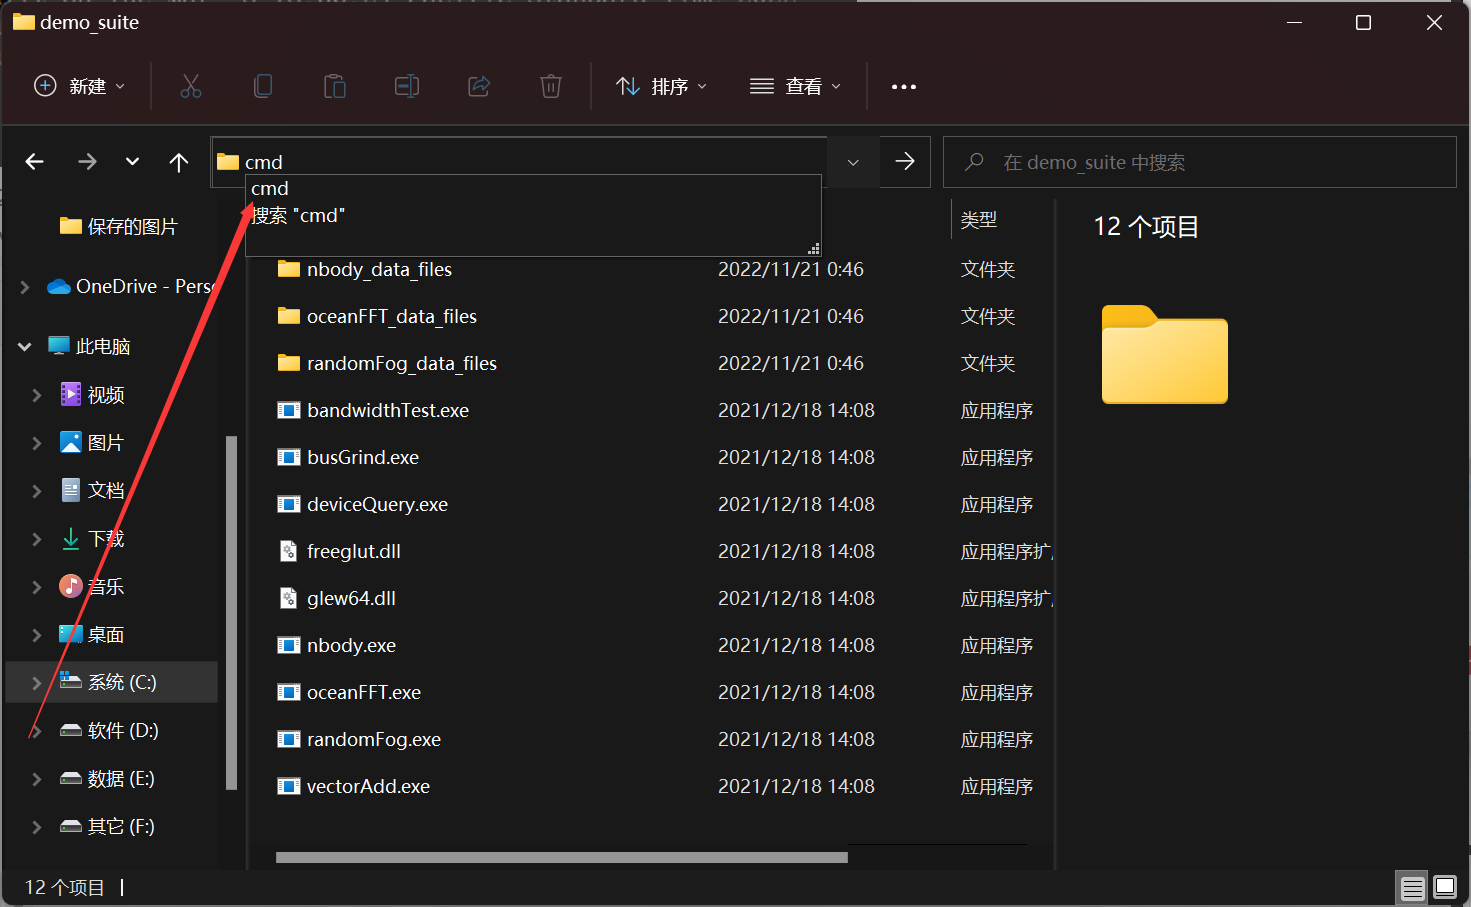 demo_suite
新建
排序
查看
cmd
在 demo_suite 中搜索
cmd
搜索 "cmd"
类型
12 个项目
保存的图片
OneDrive - Pers
此电脑
视频
图片
文档
下载
音乐
桌面
系统 (C:)
软件 (D:)
数据 (E:)
其它 (F:)
nbody_data_files 2022/11/21 0:46 文件夹
oceanFFT_data_files 2022/11/21 0:46 文件夹
randomFog_data_files 2022/11/21 0:46 文件夹
bandwidthTest.exe 2021/12/18 14:08 应用程序
busGrind.exe 2021/12/18 14:08 应用程序
deviceQuery.exe 2021/12/18 14:08 应用程序
freeglut.dll 2021/12/18 14:08 应用程序扩
glew64.dll 2021/12/18 14:08 应用程序扩
nbody.exe 2021/12/18 14:08 应用程序
oceanFFT.exe 2021/12/18 14:08 应用程序
randomFog.exe 2021/12/18 14:08 应用程序
vectorAdd.exe 2021/12/18 14:08 应用程序
12 个项目